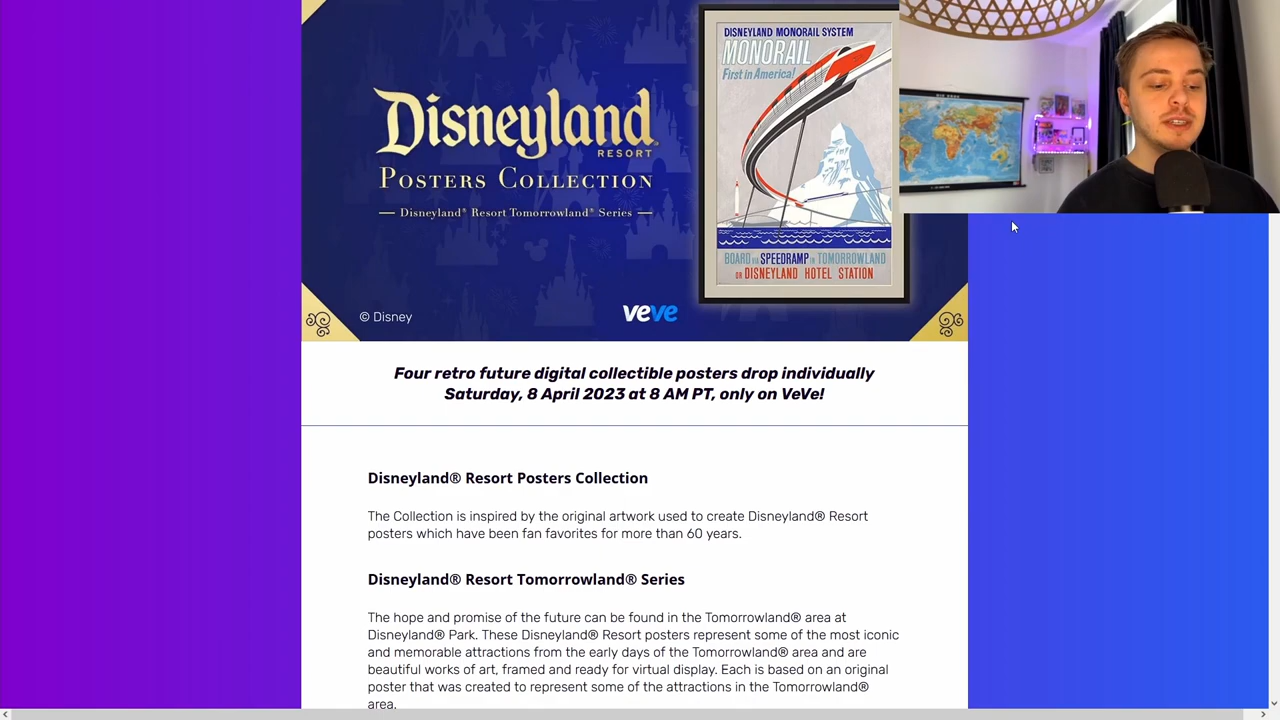 Disneyland
RESORT
POSTERS COLLECTION
Disneyland® Resort Tomorrowland® Series
DISNEYLAND MONORAIL SYSTEM
MONORAIL
First in America!
BOARD VIA SPEEDRAMP IN TOMORROWLAND
OR DISNEYLAND HOTEL STATION
© Disney
veve
Four retro future digital collectible posters drop individually
Saturday, 8 April 2023 at 8 AM PT, only on VeVe!
Disneyland® Resort Posters Collection
The Collection is inspired by the original artwork used to create Disneyland® Resort
posters which have been fan favorites for more than 60 years.
Disneyland® Resort Tomorrowland® Series
The hope and promise of the future can be found in the Tomorrowland® area at
Disneyland® Park. These Disneyland® Resort posters represent some of the most iconic
and memorable attractions from the early days of the Tomorrowland® area and are
beautiful works of art, framed and ready for virtual display. Each is based on an original
poster that was created to represent some of the attractions in the Tomorrowland®
area.